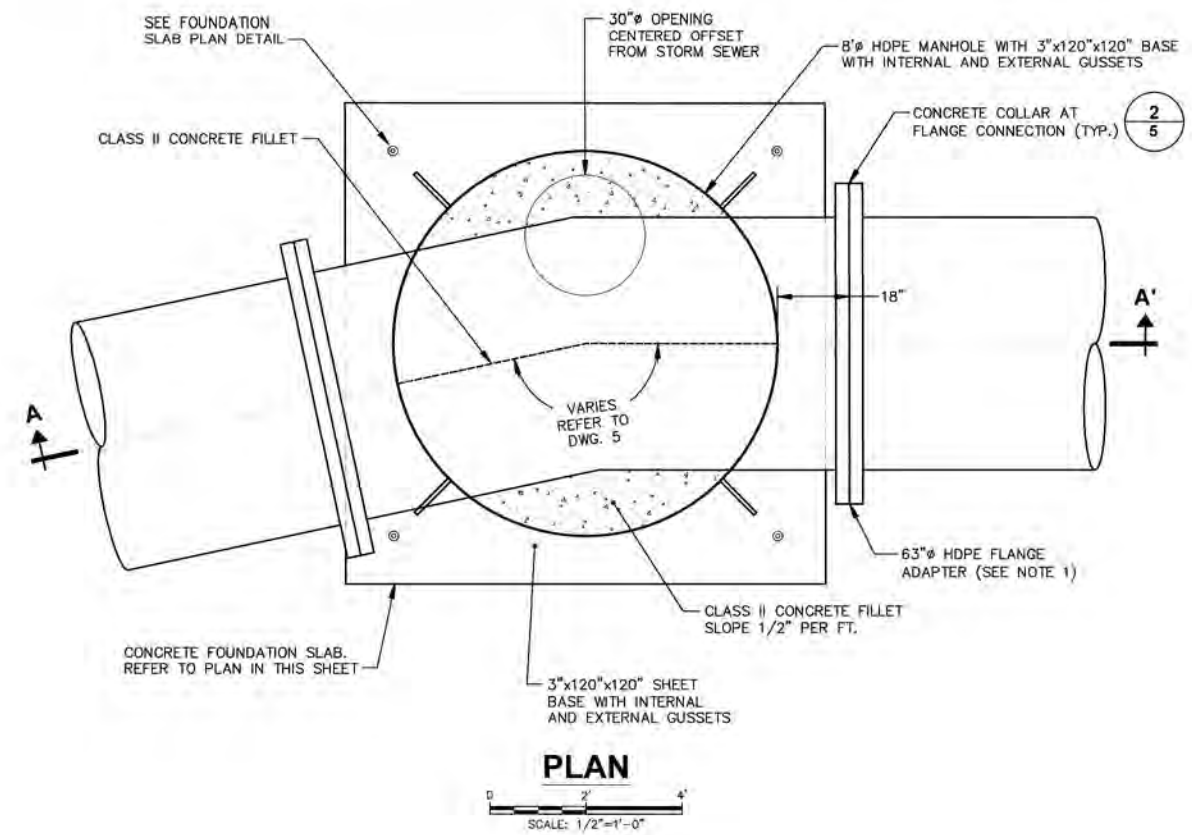 SEE FOUNDATION
SLAB PLAN DETAIL
30"ø OPENING
CENTERED OFFSET
FROM STORM SEWER
8'ø HDPE MANHOLE WITH 3"x120"x120" BASE
WITH INTERNAL AND EXTERNAL GUSSETS
CONCRETE COLLAR AT
FLANGE CONNECTION (TYP.)
2
5
CLASS II CONCRETE FILLET
18"
A'
A
VARIES
REFER TO
DWG. 5
63"ø HDPE FLANGE
ADAPTER (SEE NOTE 1)
CLASS II CONCRETE FILLET
SLOPE 1/2" PER FT.
CONCRETE FOUNDATION SLAB.
REFER TO PLAN IN THIS SHEET
3"x120"x120" SHEET
BASE WITH INTERNAL
AND EXTERNAL GUSSETS
PLAN
0 2' 4'
SCALE: 1/2"=1'-0"